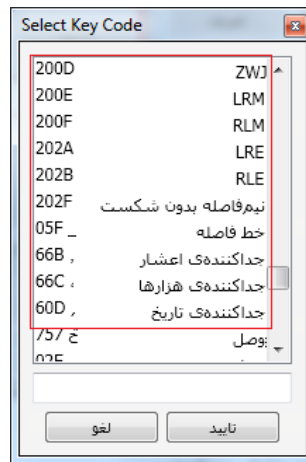 Select Key Code
200D ZWJ
200E LRM
200F RLM
202A LRE
202B RLE
202F نیم‌فاصله بدون شکست
05F _ خط فاصله
66B , جداکننده‌ی اعشار
66C ، جداکننده‌ی هزارها
60D , جداکننده‌ی تاریخ
757 خ وصل
02F
لغو
تایید